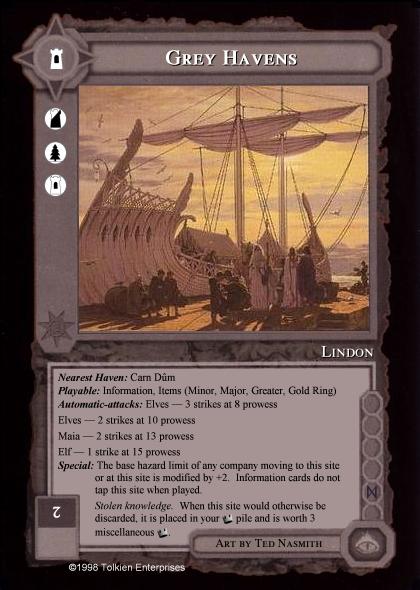 Grey Havens
Lindon
Nearest Haven: Carn Dûm
Playable: Information, Items (Minor, Major, Greater, Gold Ring)
Automatic-attacks: Elves — 3 strikes at 8 prowess
Elves — 2 strikes at 10 prowess
Maia — 2 strikes at 13 prowess
Elf — 1 strike at 15 prowess
Special: The base hazard limit of any company moving to this site
or at this site is modified by +2. Information cards do not
tap this site when played.
Stolen knowledge. When this site would otherwise be
discarded, it is placed in your pile and is worth 3
miscellaneous .
2
Art by Ted Nasmith
©1998 Tolkien Enterprises